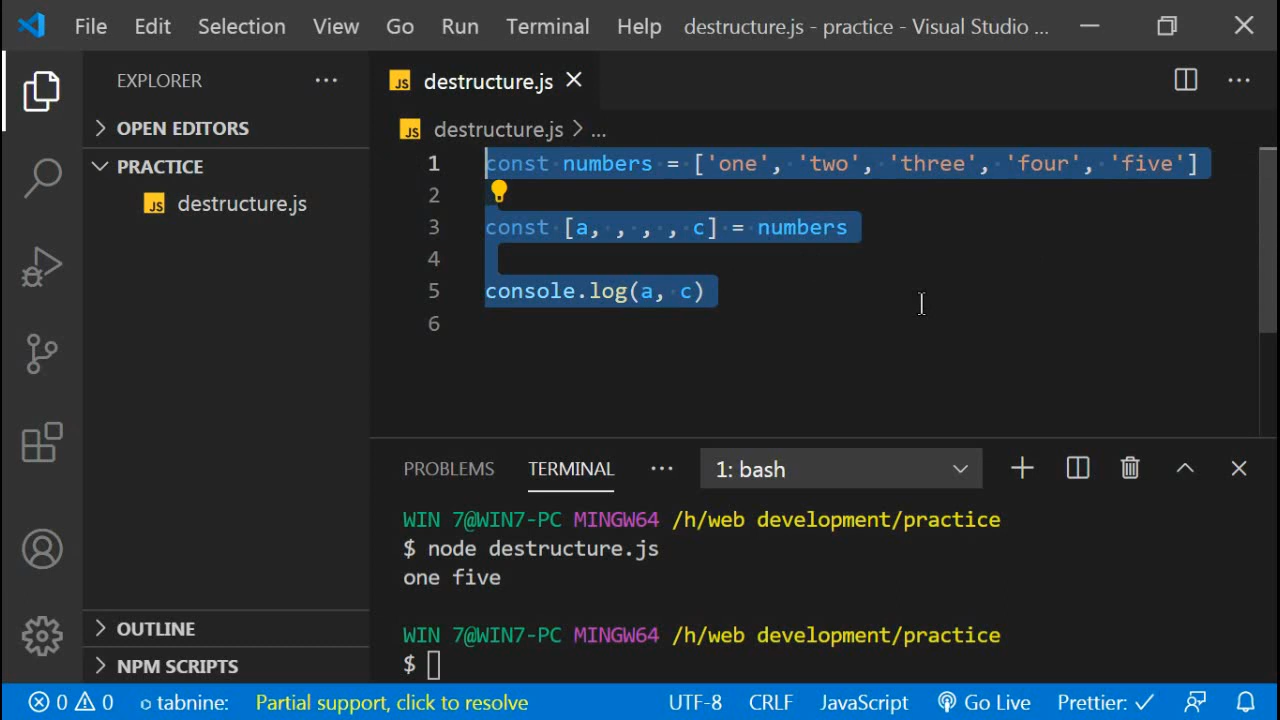 File Edit Selection View Go Run Terminal Help destructure.js - practice - Visual Studio ...
EXPLORER ...
OPEN EDITORS
PRACTICE
JS destructure.js
OUTLINE
NPM SCRIPTS
JS destructure.js
JS destructure.js > ...
1 const numbers = ['one', 'two', 'three', 'four', 'five']
2
3 const [a, , , , c] = numbers
4
5 console.log(a, c)
6
PROBLEMS TERMINAL ... 1: bash
WIN 7@WIN7-PC MINGW64 /h/web development/practice
$ node destructure.js
one five
WIN 7@WIN7-PC MINGW64 /h/web development/practice
$
0 0 tabnine: Partial support, click to resolve UTF-8 CRLF JavaScript Go Live Prettier: ✓